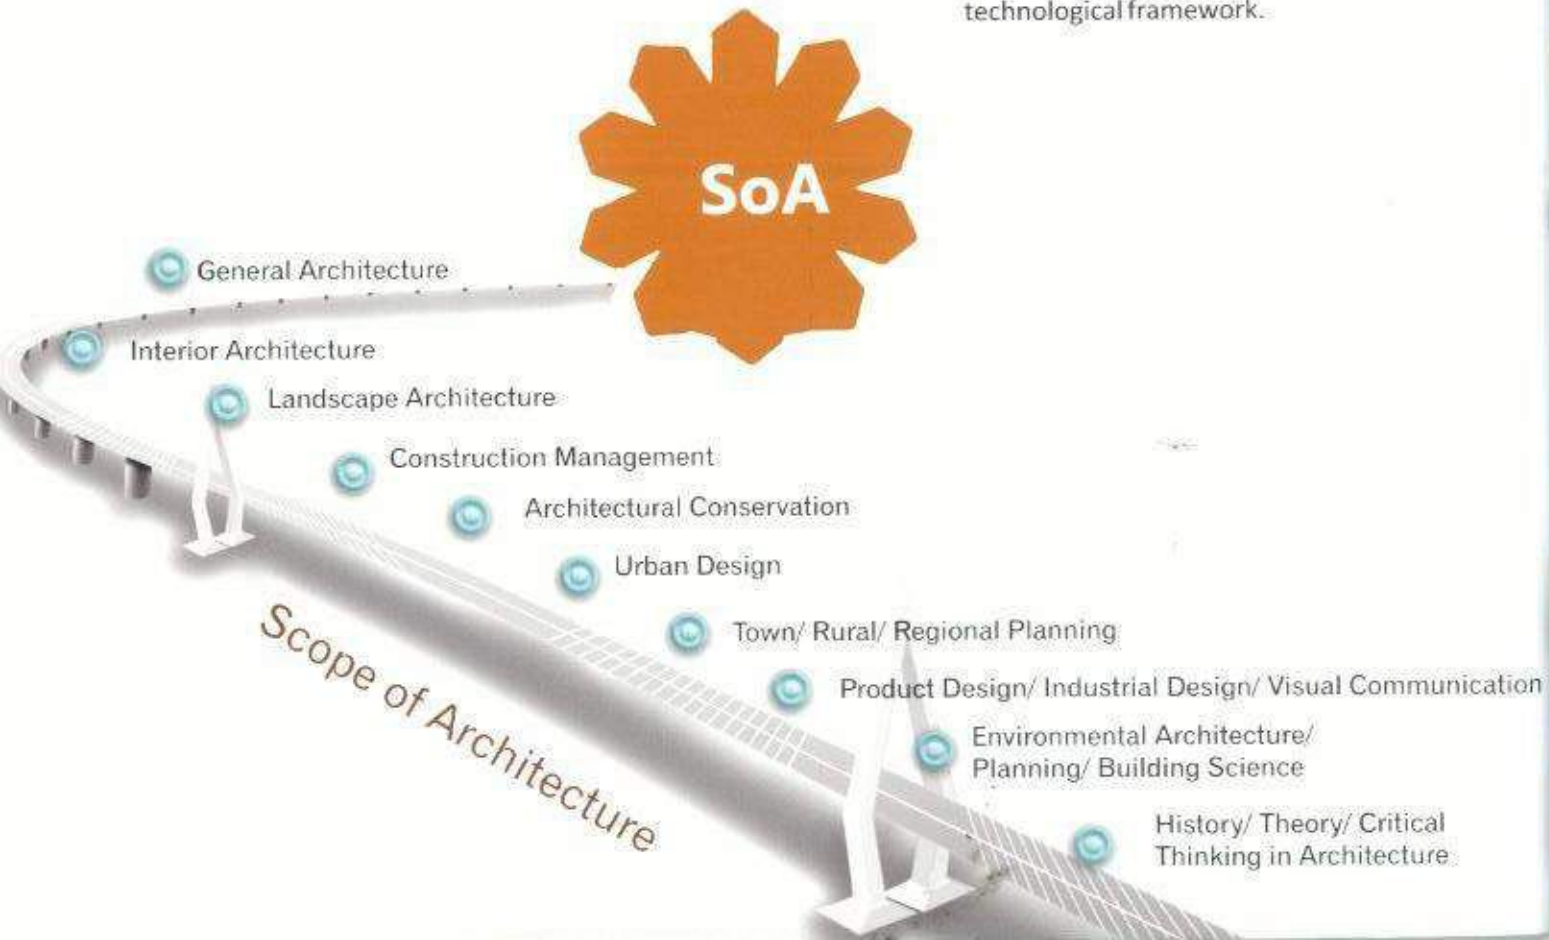 technological framework.
SoA
General Architecture
Interior Architecture
Landscape Architecture
Construction Management
Architectural Conservation
Urban Design
Town/ Rural/ Regional Planning
Product Design/ Industrial Design/ Visual Communication
Environmental Architecture/
Planning/ Building Science
History/ Theory/ Critical
Thinking in Architecture
Scope of Architecture